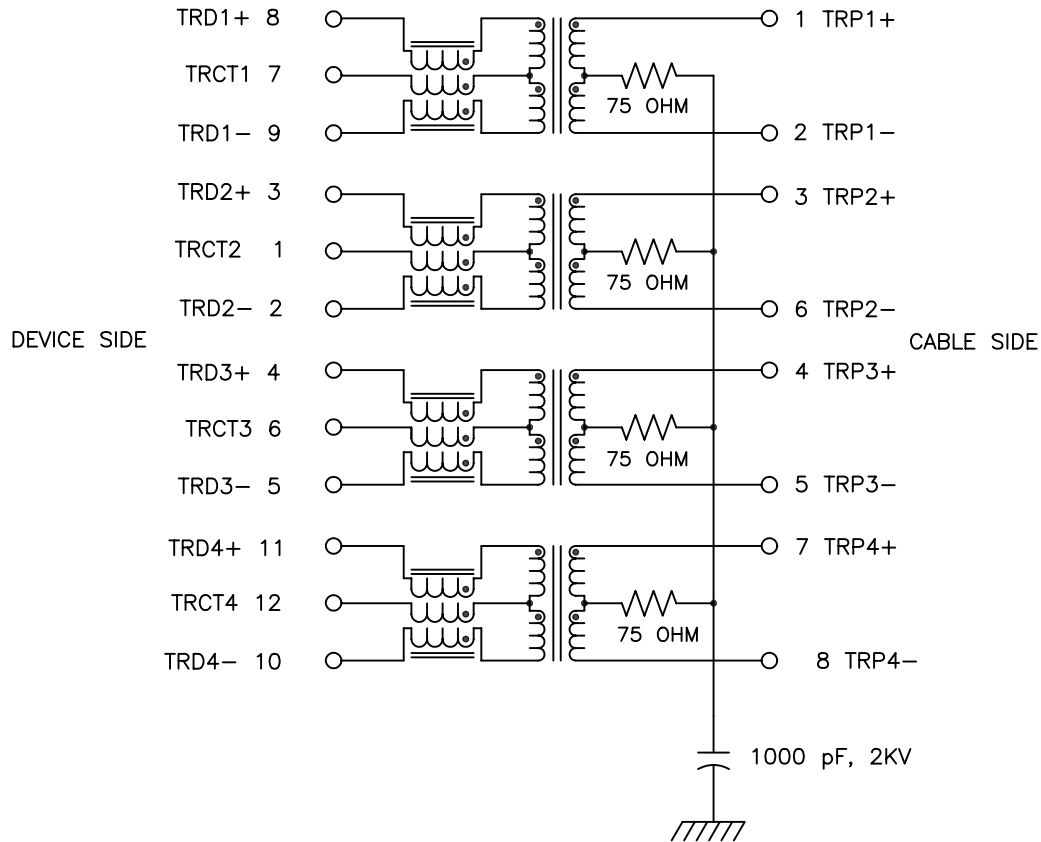 TRD1+ 8
1 TRP1+
TRCT1 7
75 OHM
TRD1- 9
2 TRP1-
TRD2+ 3
3 TRP2+
TRCT2 1
75 OHM
TRD2- 2
6 TRP2-
DEVICE SIDE
CABLE SIDE
TRD3+ 4
4 TRP3+
TRCT3 6
75 OHM
TRD3- 5
5 TRP3-
TRD4+ 11
7 TRP4+
TRCT4 12
75 OHM
TRD4- 10
8 TRP4-
1000 pF, 2KV